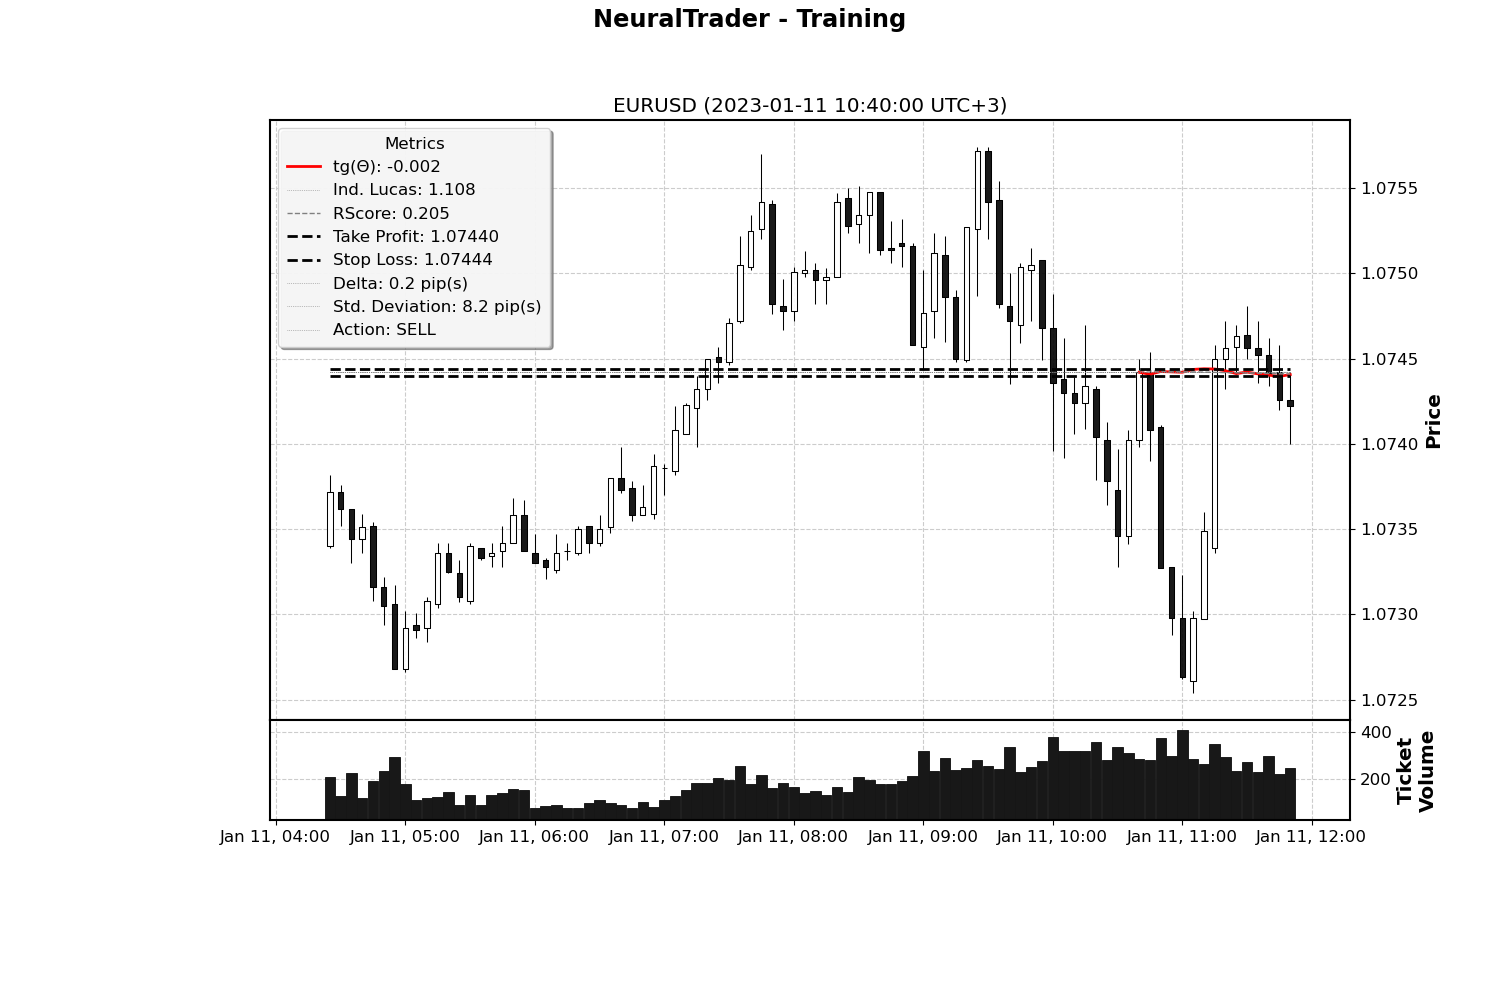 NeuralTrader - Training
EURUSD (2023-01-11 10:40:00 UTC+3)
Metrics
tg(Θ): -0.002
Ind. Lucas: 1.108
RScore: 0.205
Take Profit: 1.07440
Stop Loss: 1.07444
Delta: 0.2 pip(s)
Std. Deviation: 8.2 pip(s)
Action: SELL
1.0755
1.0750
1.0745
1.0740
1.0735
1.0730
1.0725
Price
400
200
Ticket
Volume
Jan 11, 04:00
Jan 11, 05:00
Jan 11, 06:00
Jan 11, 07:00
Jan 11, 08:00
Jan 11, 09:00
Jan 11, 10:00
Jan 11, 11:00
Jan 11, 12:00